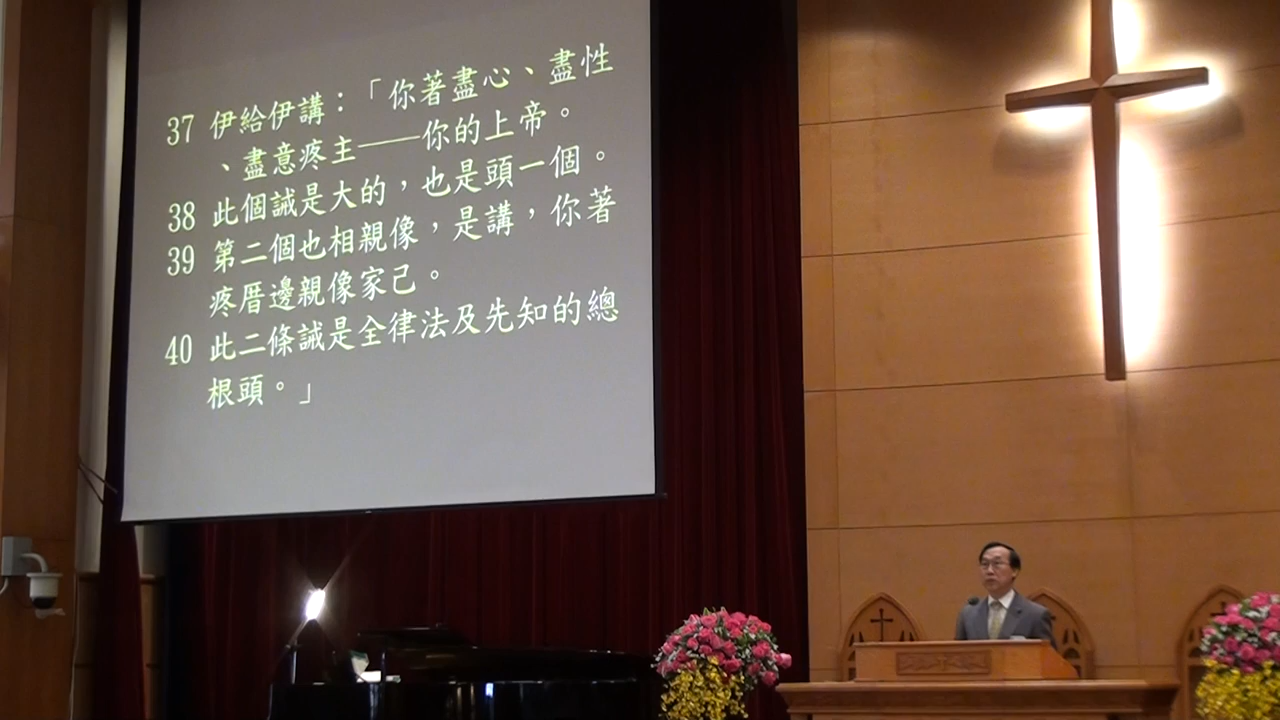 37 伊給伊講：「你著盡心、盡性
、盡意疼主——你的上帝。
38 此個誡是大的，也是頭一個。
39 第二個也相親像，是講，你著
疼厝邊親像家己。
40 此二條誡是全律法及先知的總
根頭。」